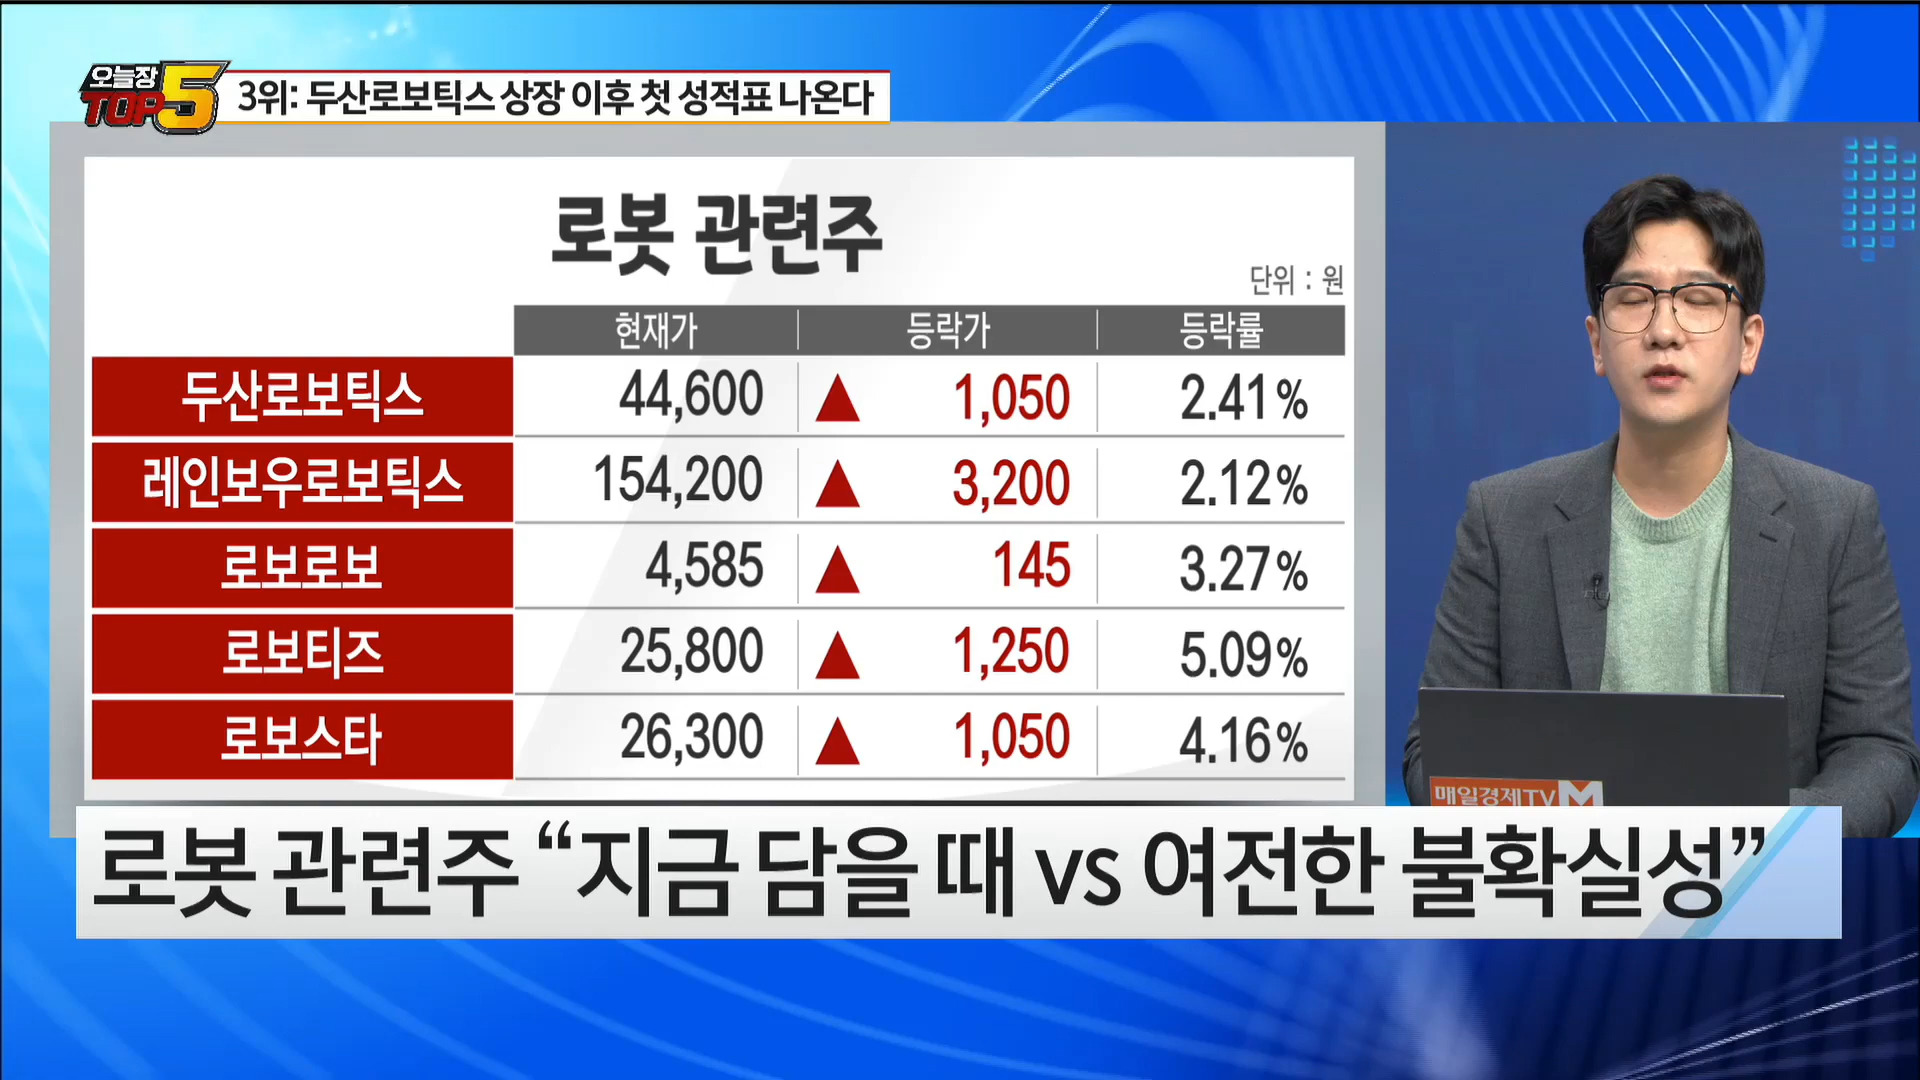 오늘장
TOP5
3위: 두산로보틱스 상장 이후 첫 성적표 나온다
로봇 관련주
단위 : 원
현재가 등락가 등락률
두산로보틱스 44,600 ▲ 1,050 2.41%
레인보우로보틱스 154,200 ▲ 3,200 2.12%
로보로보 4,585 ▲ 145 3.27%
로보티즈 25,800 ▲ 1,250 5.09%
로보스타 26,300 ▲ 1,050 4.16%
매일경제TV M
로봇 관련주 “지금 담을 때 vs 여전한 불확실성”